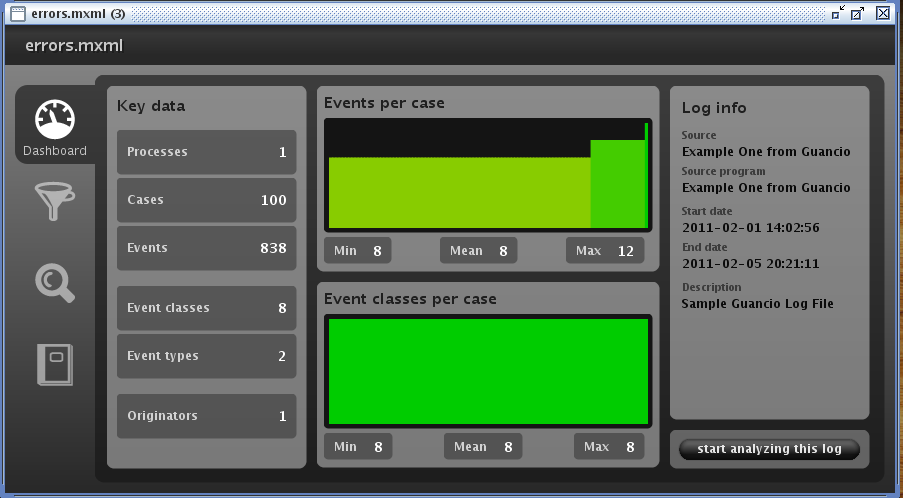 errors.mxml (3)
errors.mxml
Dashboard
Key data
Processes 1
Cases 100
Events 838
Event classes 8
Event types 2
Originators 1
Events per case
Min 8 Mean 8 Max 12
Event classes per case
Min 8 Mean 8 Max 8
Log info
Source
Example One from Guancio
Source program
Example One from Guancio
Start date
2011-02-01 14:02:56
End date
2011-02-05 20:21:11
Description
Sample Guancio Log File
start analyzing this log